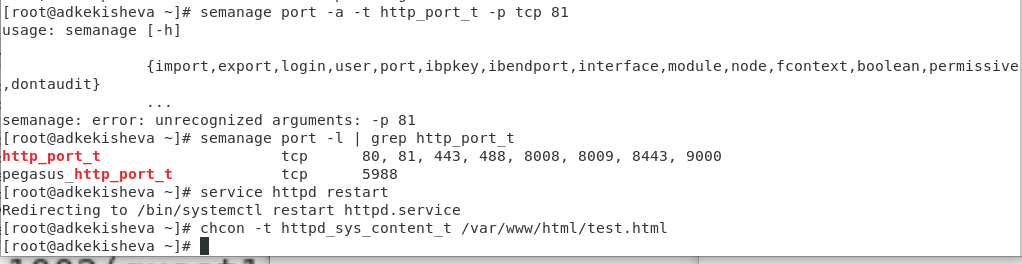 [root@adkekisheva ~]# semanage port -a -t http_port_t -p tcp 81
usage: semanage [-h]
{import,export,login,user,port,ibpkey,ibendport,interface,module,node,fcontext,boolean,permissive
,dontaudit}
...
semanage: error: unrecognized arguments: -p 81
[root@adkekisheva ~]# semanage port -l | grep http_port_t
http_port_t                    tcp      80, 81, 443, 488, 8008, 8009, 8443, 9000
pegasus_http_port_t            tcp      5988
[root@adkekisheva ~]# service httpd restart
Redirecting to /bin/systemctl restart httpd.service
[root@adkekisheva ~]# chcon -t httpd_sys_content_t /var/www/html/test.html
[root@adkekisheva ~]#